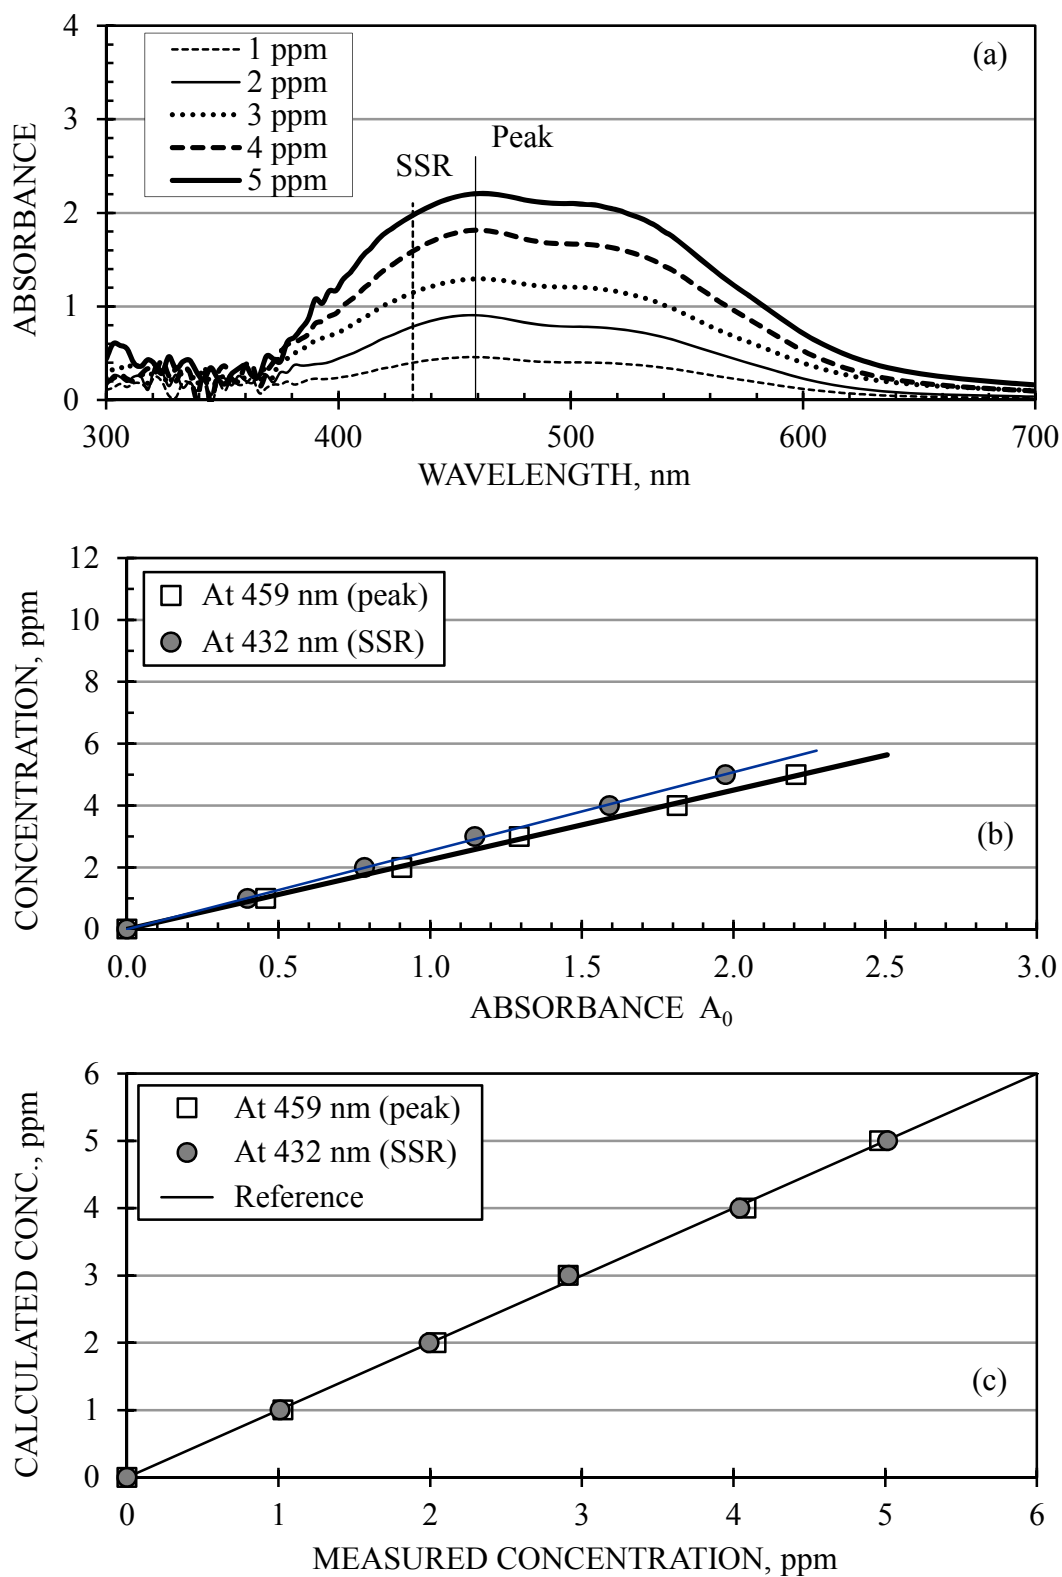 4
3
2
1
0
ABSORBANCE
1 ppm
2 ppm
3 ppm
4 ppm
5 ppm
(a)
Peak
SSR
300 400 500 600 700
WAVELENGTH, nm
12
10
8
6
4
2
0
CONCENTRATION, ppm
At 459 nm (peak)
At 432 nm (SSR)
(b)
0.0 0.5 1.0 1.5 2.0 2.5 3.0
ABSORBANCE A₀
6
5
4
3
2
1
0
CALCULATED CONC., ppm
At 459 nm (peak)
At 432 nm (SSR)
Reference
(c)
0 1 2 3 4 5 6
MEASURED CONCENTRATION, ppm